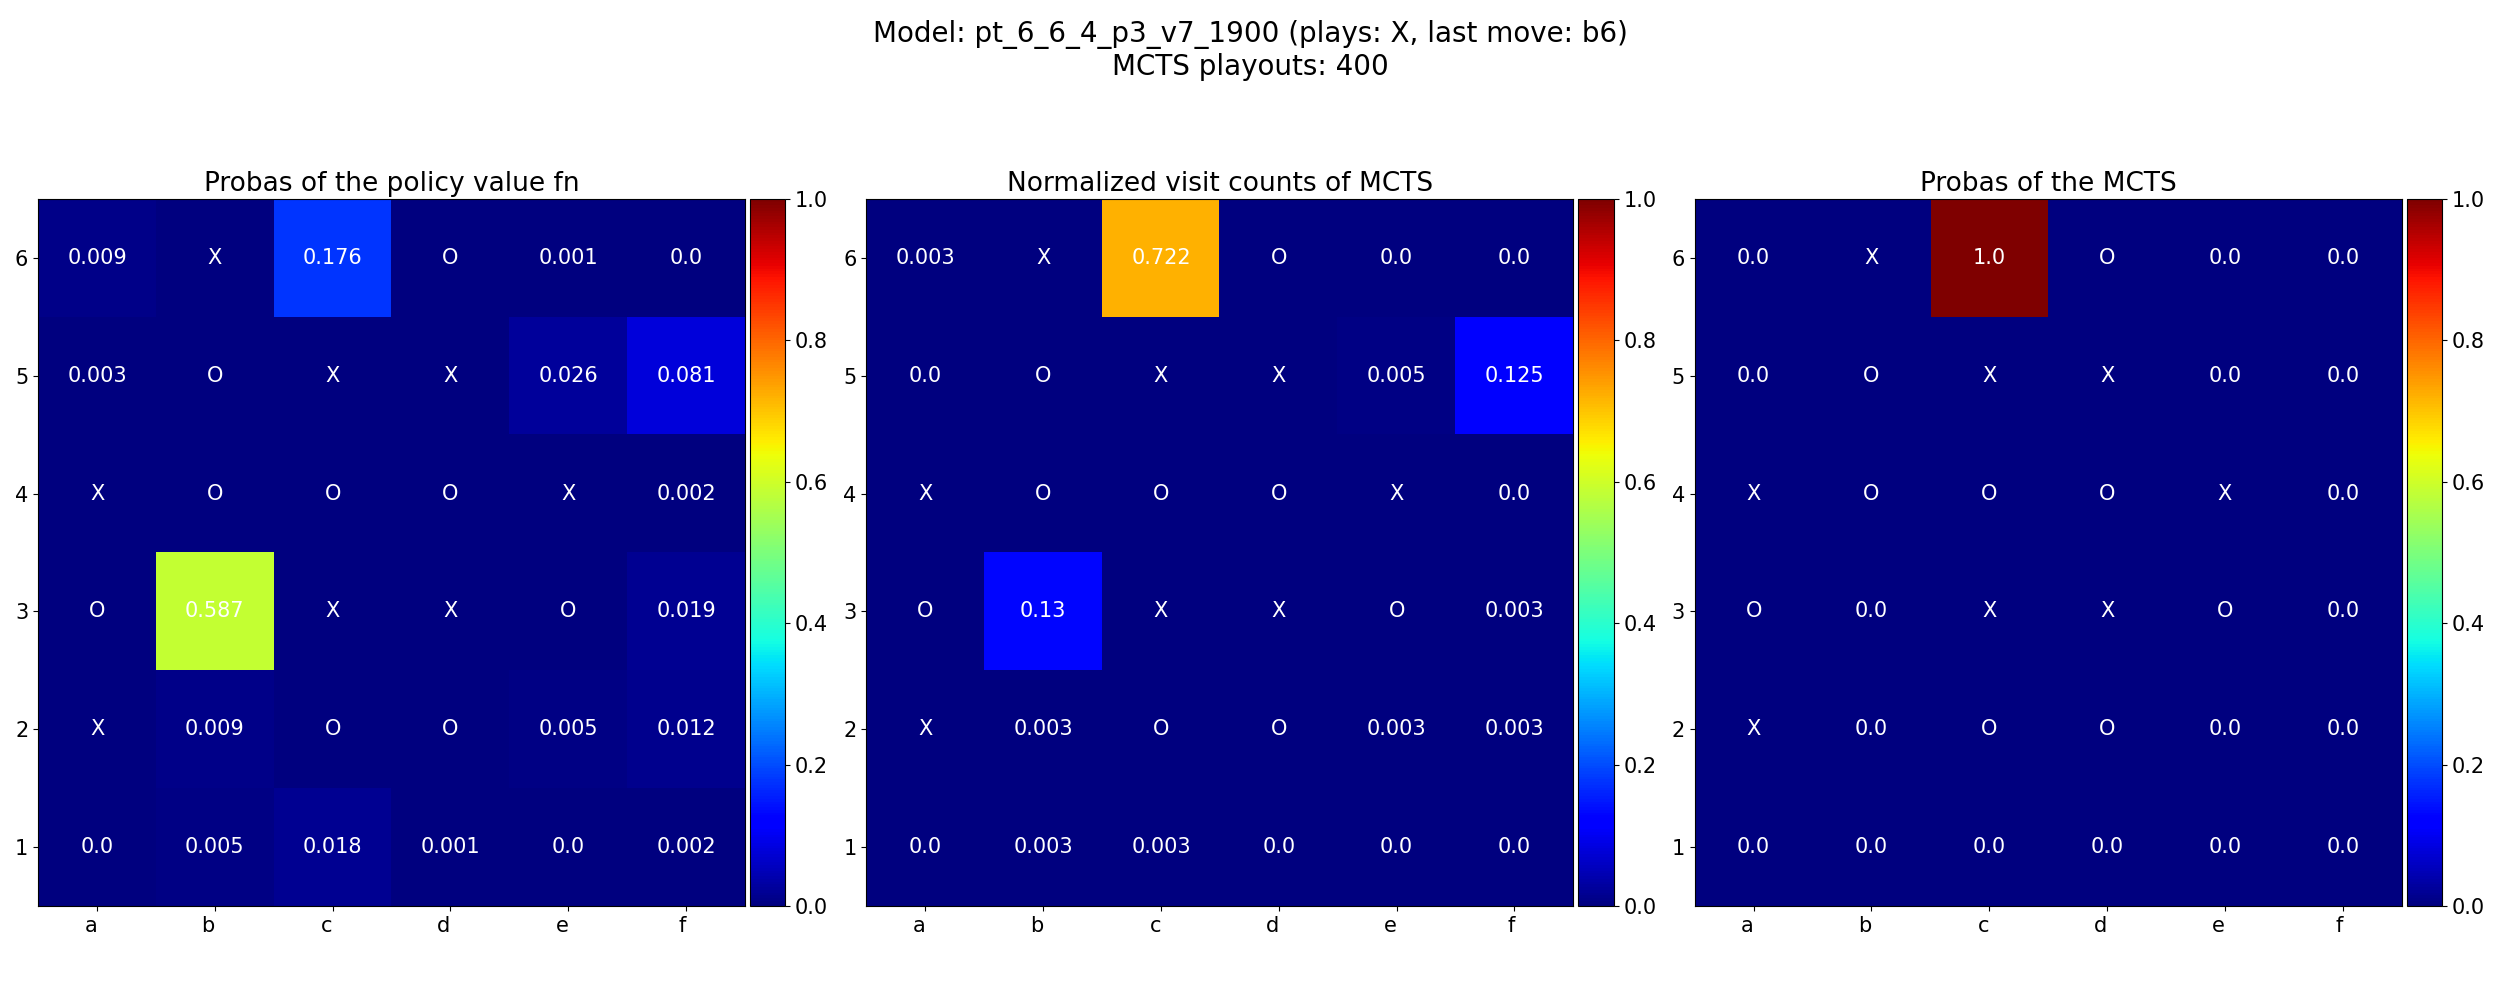 Model: pt_6_6_4_p3_v7_1900 (plays: X, last move: b6)
MCTS playouts: 400
Probas of the policy value fn
6 0.009 X 0.176 O 0.001 0.0
5 0.003 O X X 0.026 0.081
4 X O O O X 0.002
3 O 0.587 X X O 0.019
2 X 0.009 O O 0.005 0.012
1 0.0 0.005 0.018 0.001 0.0 0.002
a b c d e f
1.0
0.8
0.6
0.4
0.2
0.0
Normalized visit counts of MCTS
6 0.003 X 0.722 O 0.0 0.0
5 0.0 O X X 0.005 0.125
4 X O O O X 0.0
3 O 0.13 X X O 0.003
2 X 0.003 O O 0.003 0.003
1 0.0 0.003 0.003 0.0 0.0 0.0
a b c d e f
1.0
0.8
0.6
0.4
0.2
0.0
Probas of the MCTS
6 0.0 X 1.0 O 0.0 0.0
5 0.0 O X X 0.0 0.0
4 X O O O X 0.0
3 O 0.0 X X O 0.0
2 X 0.0 O O 0.0 0.0
1 0.0 0.0 0.0 0.0 0.0 0.0
a b c d e f
1.0
0.8
0.6
0.4
0.2
0.0